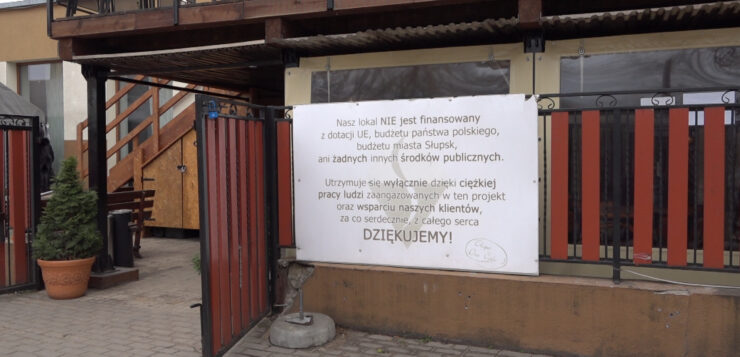 Nasz lokal NIE jest finansowany
z dotacji UE, budżetu państwa polskiego,
budżetu miasta Słupsk,
ani żadnych innych środków publicznych.
Utrzymuje się wyłącznie dzięki ciężkiej
pracy ludzi zaangażowanych w ten projekt
oraz wsparciu naszych klientów,
za co serdecznie, z całego serca
DZIĘKUJEMY!